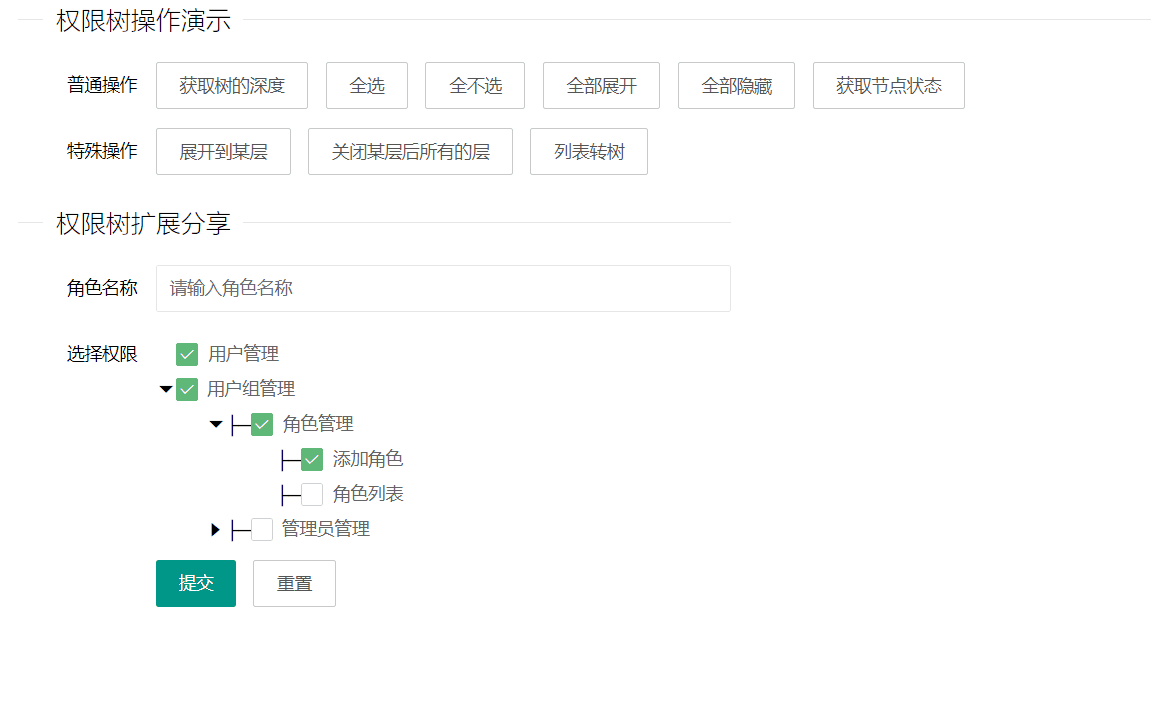 权限树操作演示
普通操作 获取树的深度 全选 全不选 全部展开 全部隐藏 获取节点状态
特殊操作 展开到某层 关闭某层后所有的层 列表转树
权限树扩展分享
角色名称 请输入角色名称
选择权限 用户管理
用户组管理
角色管理
添加角色
角色列表
管理员管理
提交 重置